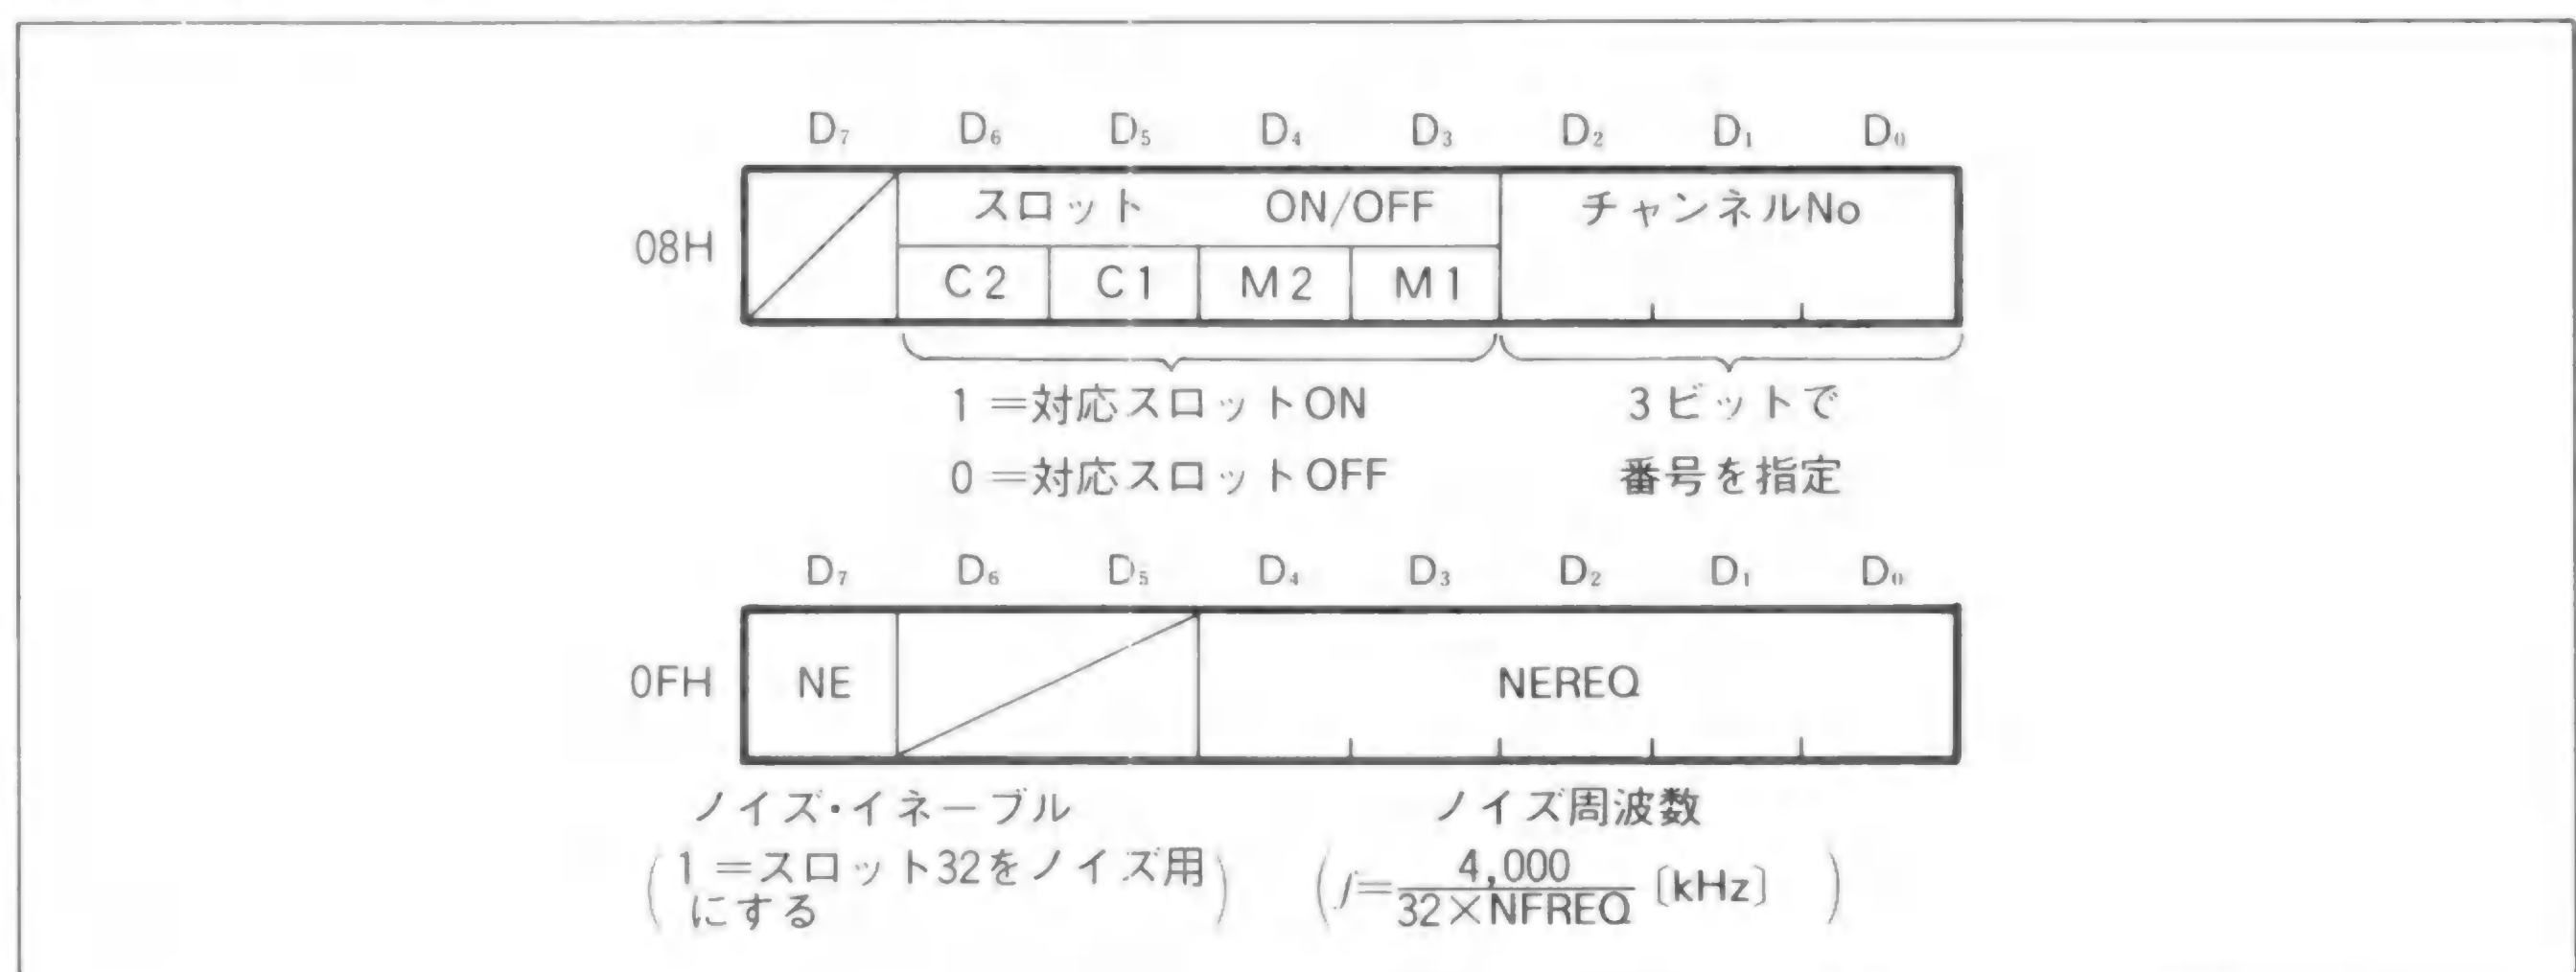 D₇ D₆ D₅ D₄ D₃ D₂ D₁ D₀
08H
スロット ON/OFF チャンネルNo
C2 C1 M2 M1
1=対応スロットON 3ビットで
0=対応スロットOFF 番号を指定
D₇ D₆ D₅ D₄ D₃ D₂ D₁ D₀
0FH NE NEREQ
ノイズ・イネーブル ノイズ周波数
(1=スロット32をノイズ用にする) (f=4,000/32×NFREQ〔kHz〕)